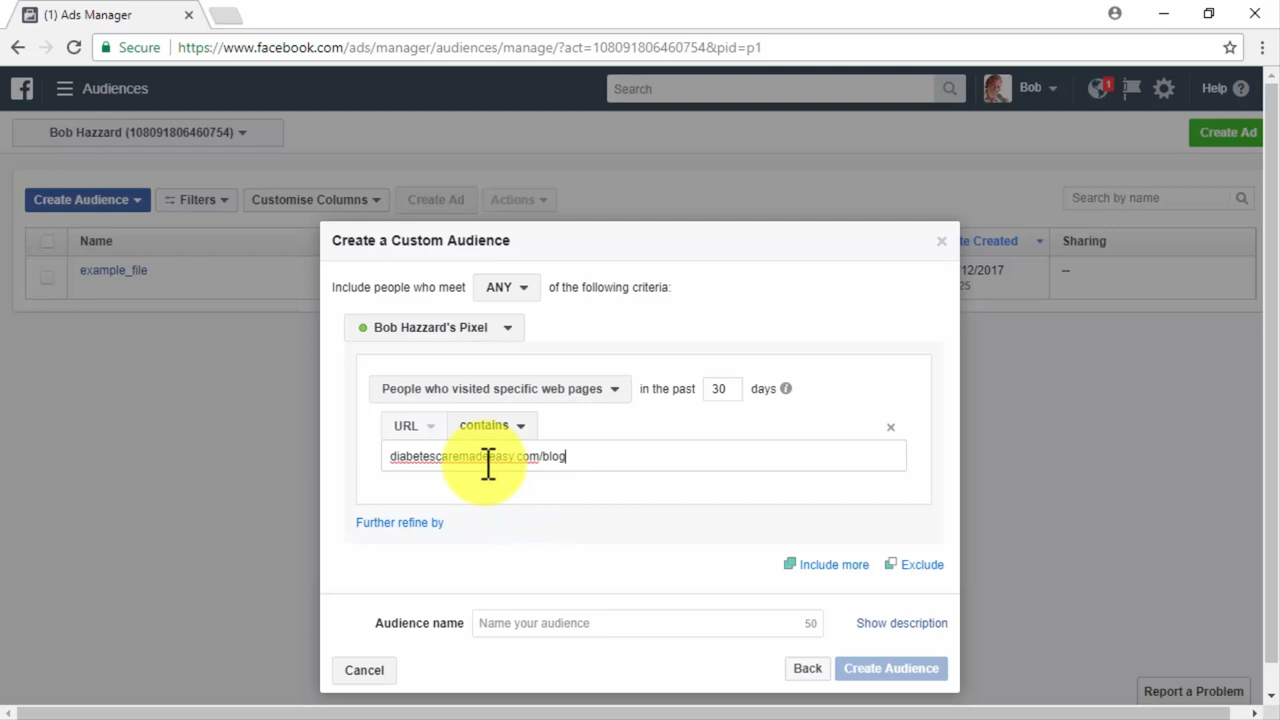 (1) Ads Manager
Secure
https://www.facebook.com/ads/manager/audiences/manage/?act=108091806460754&pid=p1
Audiences
Search
Bob
1
Help
Bob Hazzard (108091806460754)
Create Ad
Create Audience
Filters
Customise Columns
Create Ad
Actions
Search by name
Name
te Created
Sharing
example_file
/12/2017
--
25
Create a Custom Audience
Include people who meet ANY of the following criteria:
Bob Hazzard's Pixel
People who visited specific web pages in the past 30 days
URL contains
diabetescaremadeeasy.com/blog
Further refine by
Include more Exclude
Audience name Name your audience 50 Show description
Cancel Back Create Audience
Report a Problem